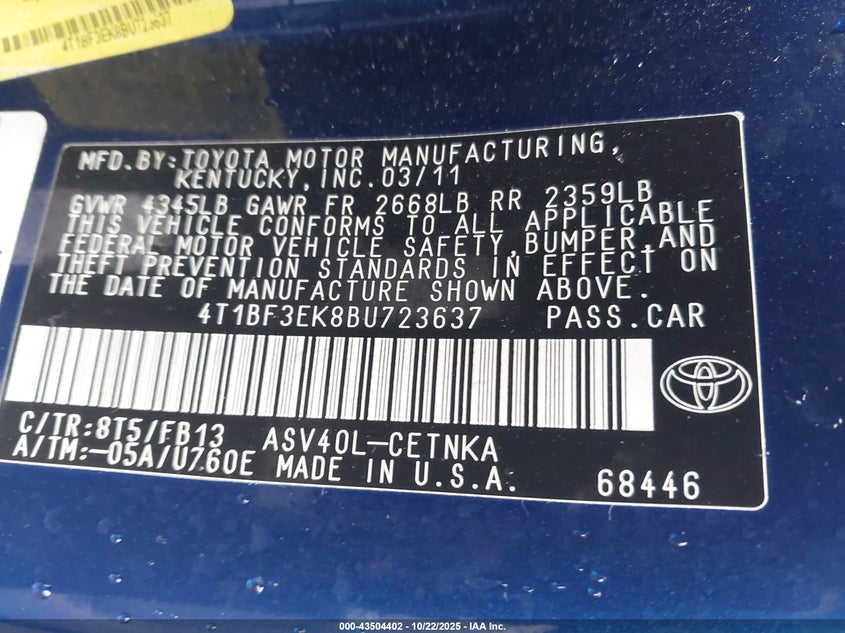 4T1BF3EK8BU723637
MFD.BY:TOYOTA MOTOR MANUFACTURING,
KENTUCKY,INC.03/11
GVWR 4345LB GAWR FR 2668LB RR 2359LB
THIS VEHICLE CONFORMS TO ALL APPLICABLE
FEDERAL MOTOR VEHICLE SAFETY,BUMPER,AND
THEFT PREVENTION STANDARDS IN EFFECT ON
THE DATE OF MANUFACTURE SHOWN ABOVE.
4T1BF3EK8BU723637 PASS.CAR
C/TR:8T5/FB13 ASV40L-CETNKA
A/TM:-05A/U760E MADE IN U.S.A.
68446
000-43504402 - 10/22/2025 - IAA Inc.